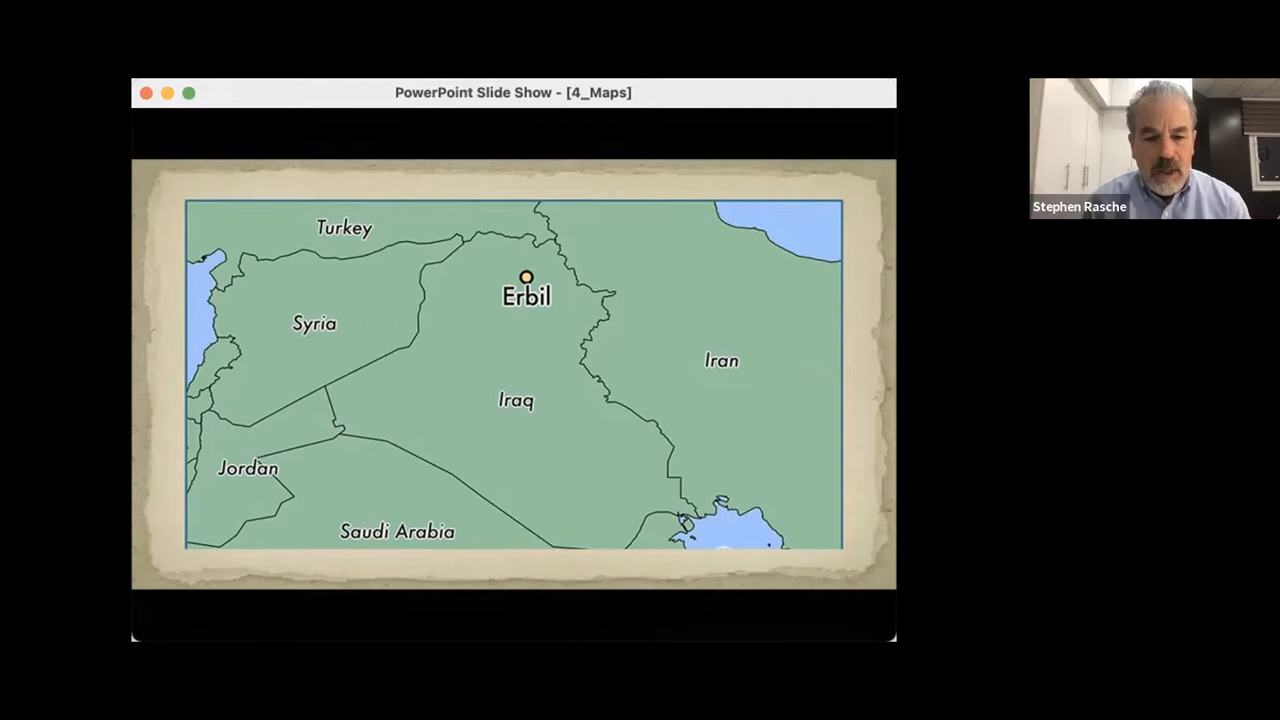 PowerPoint Slide Show - [4_Maps]
Stephen Rasche
Turkey
Erbil
Syria
Iran
Iraq
Jordan
Saudi Arabia